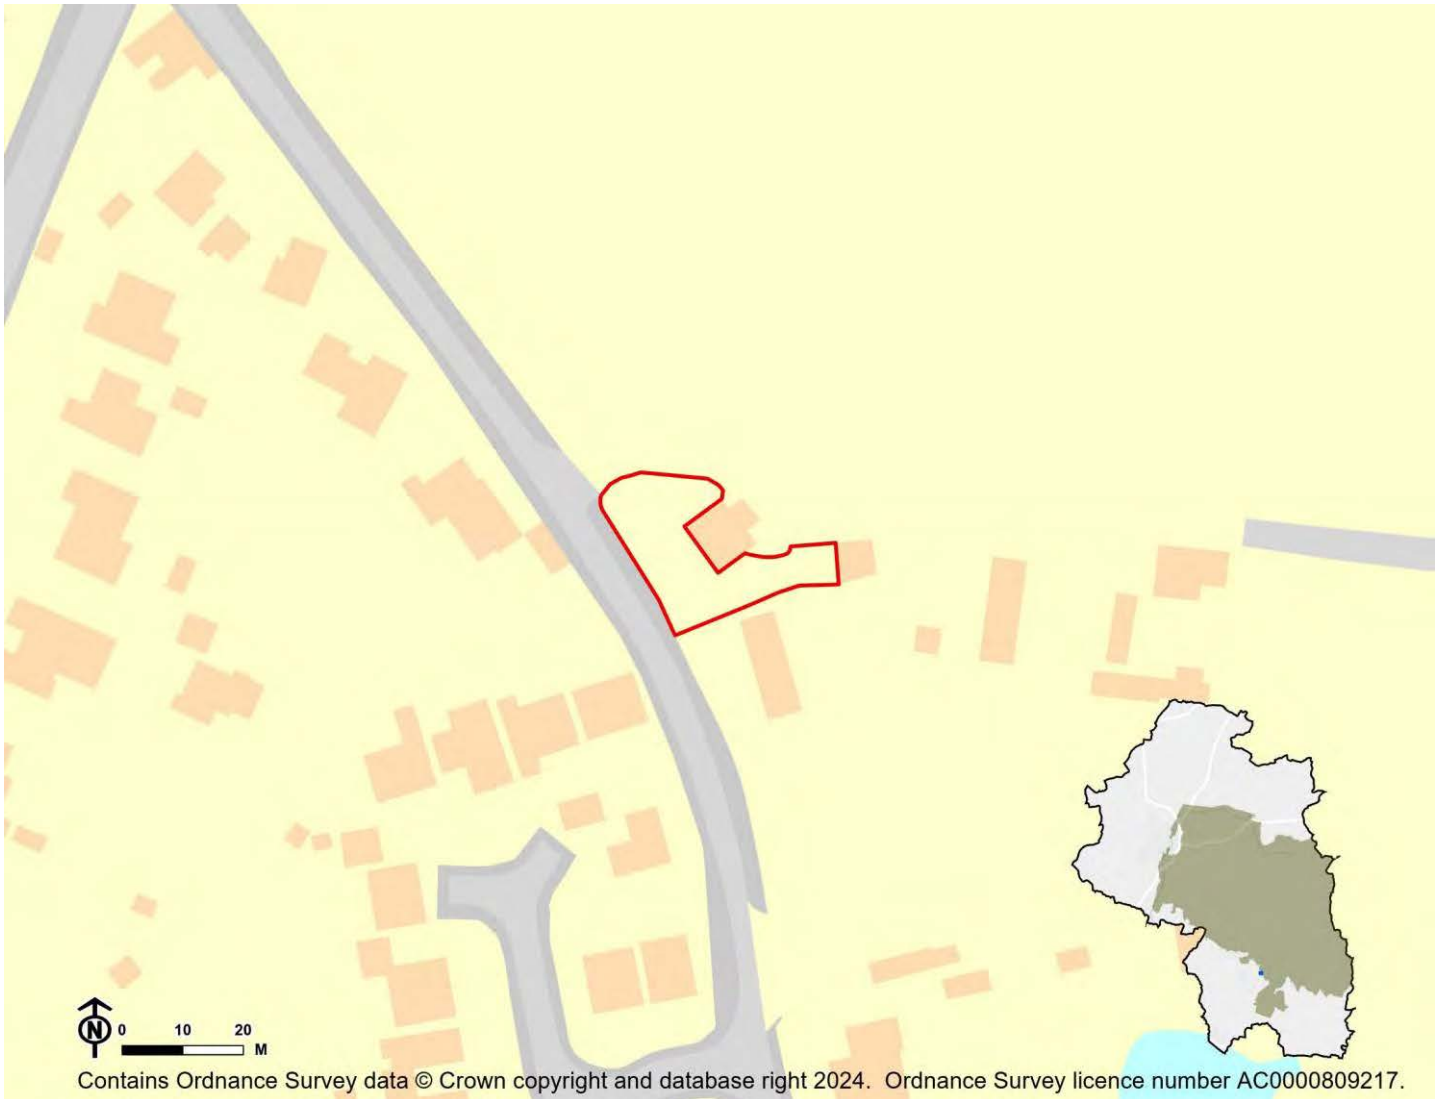 N 0 10 20
M
Contains Ordnance Survey data © Crown copyright and database right 2024. Ordnance Survey licence number AC0000809217.